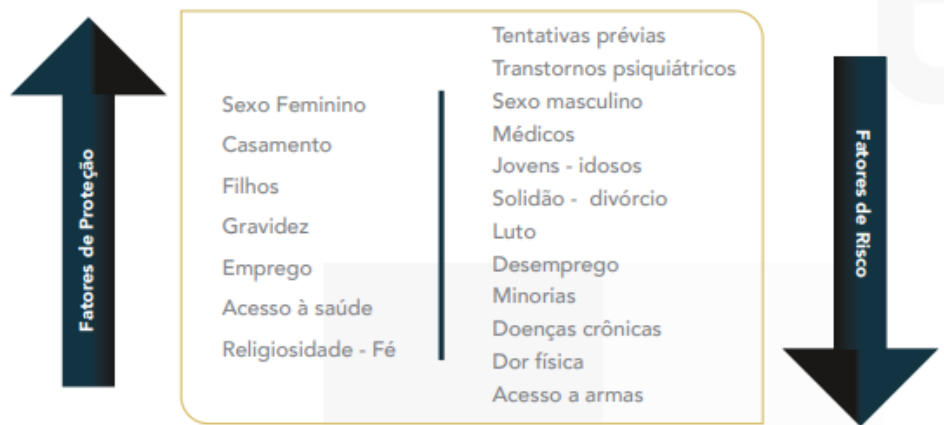 Fatores de Proteção
Sexo Feminino
Casamento
Filhos
Gravidez
Emprego
Acesso à saúde
Religiosidade - Fé
Tentativas prévias
Transtornos psiquiátricos
Sexo masculino
Médicos
Jovens - idosos
Solidão - divórcio
Luto
Desemprego
Minorias
Doenças crônicas
Dor física
Acesso a armas
Fatores de Risco